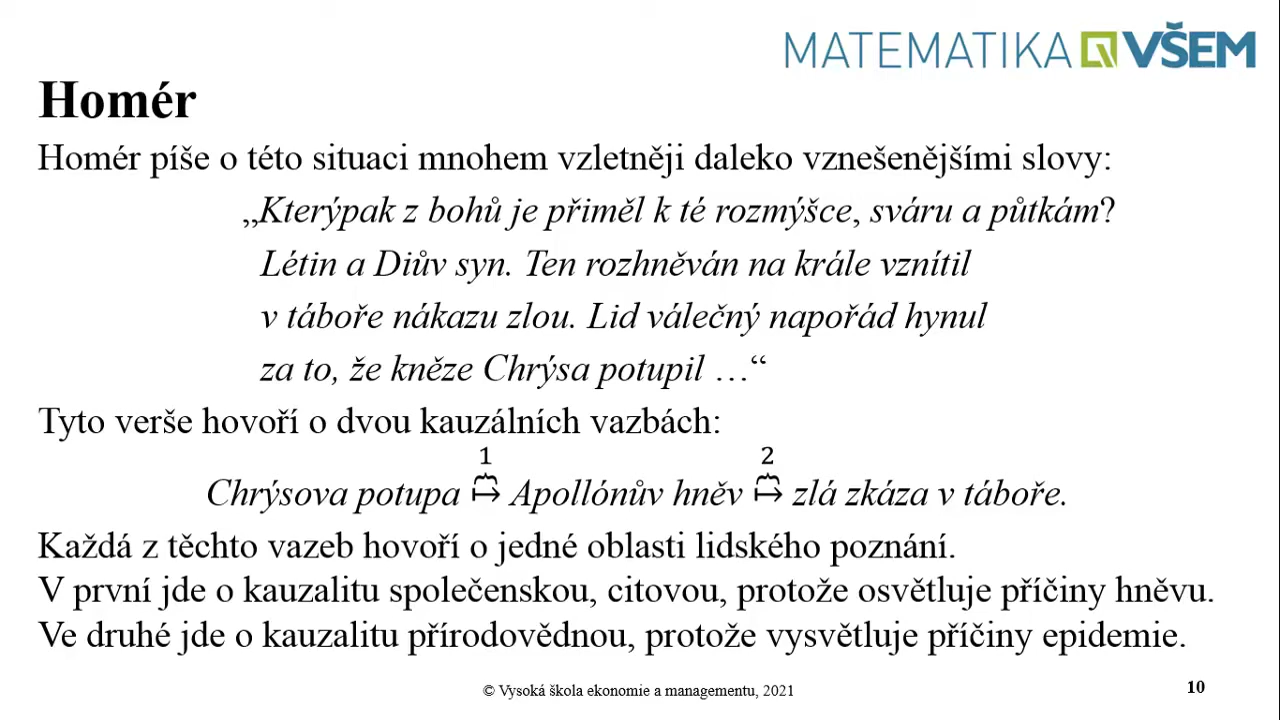 MATEMATIKA VŠEM
Homér
Homér píše o této situaci mnohem vzletněji daleko vznešenějšími slovy:
„Kterýpak z bohů je přiměl k té rozmýšce, sváru a půtkám?
Létin a Diův syn. Ten rozhněván na krále vznítil
v táboře nákazu zlou. Lid válečný napořád hynul
za to, že kněze Chrýsa potupil …“
Tyto verše hovoří o dvou kauzálních vazbách:
1 2
Chrýsova potupa ↦ Apollónův hněv ↦ zlá zkáza v táboře.
Každá z těchto vazeb hovoří o jedné oblasti lidského poznání.
V první jde o kauzalitu společenskou, citovou, protože osvětluje příčiny hněvu.
Ve druhé jde o kauzalitu přírodovědnou, protože vysvětluje příčiny epidemie.
© Vysoká škola ekonomie a managementu, 2021
10